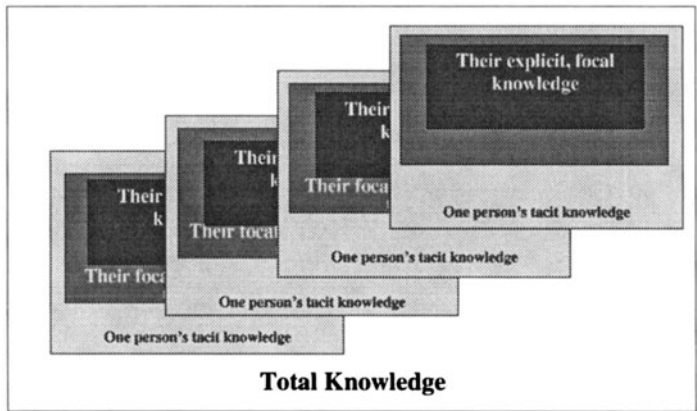 Their explicit, focal
knowledge
One person's tacit knowledge
Their
k
Their foca
One person's tacit knowledge
Their
k
Their foca
One person's tacit knowledge
Their
k
Their foca
One person's tacit knowledge
Total Knowledge